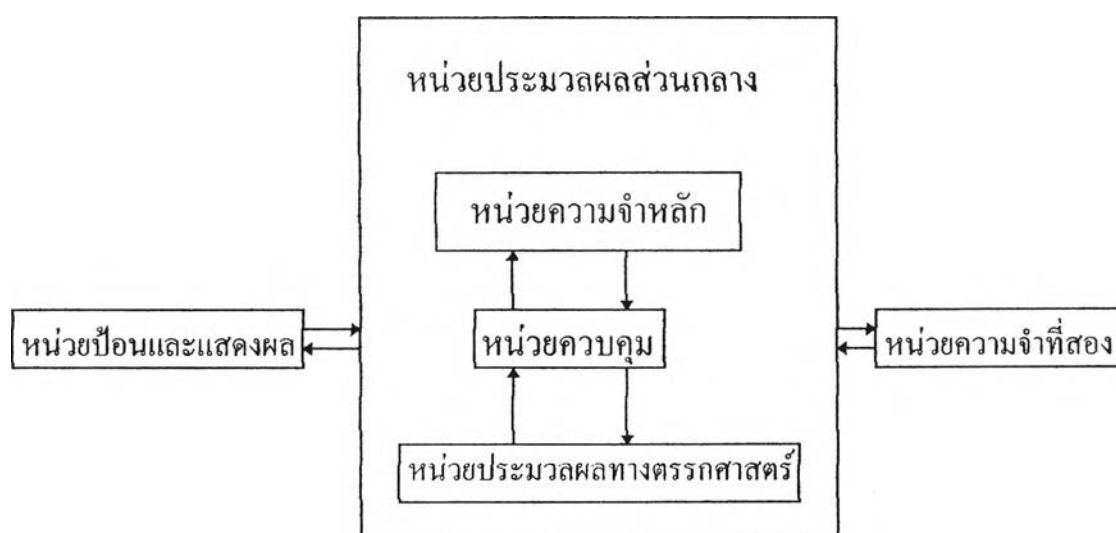 หน่วยประมวลผลส่วนกลาง
หน่วยความจำหลัก
หน่วยป้อนและแสดงผล
หน่วยควบคุม
หน่วยความจำที่สอง
หน่วยประมวลผลทางตรรกศาสตร์